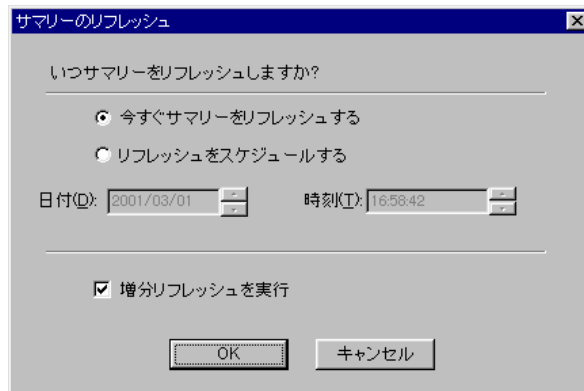 サマリーのリフレッシュ
いつサマリーをリフレッシュしますか?
今すぐサマリーをリフレッシュする
リフレッシュをスケジュールする
日付(D): 2001/03/01 時刻(T): 16:58:42
増分リフレッシュを実行
OK キャンセル